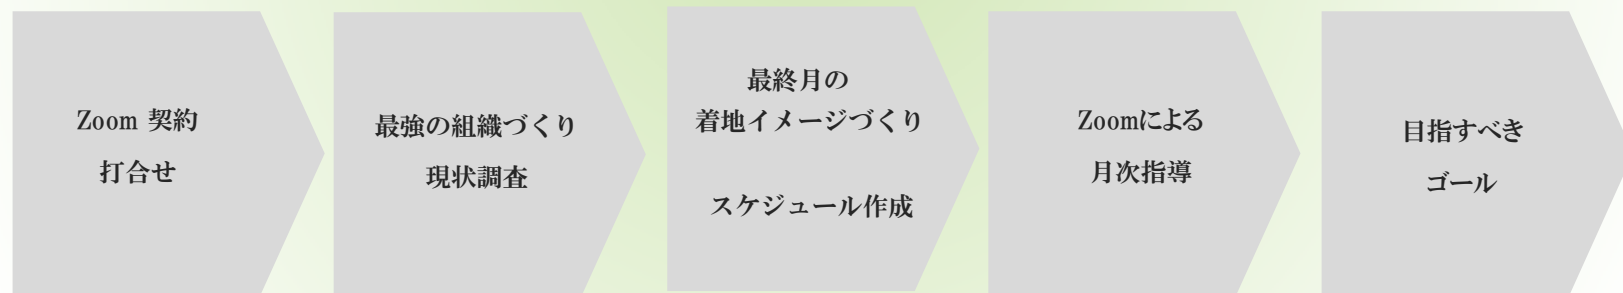 Zoom 契約
打合せ
最強の組織づくり
現状調査
最終月の
着地イメージづくり
スケジュール作成
Zoomによる
月次指導
目指すべき
ゴール